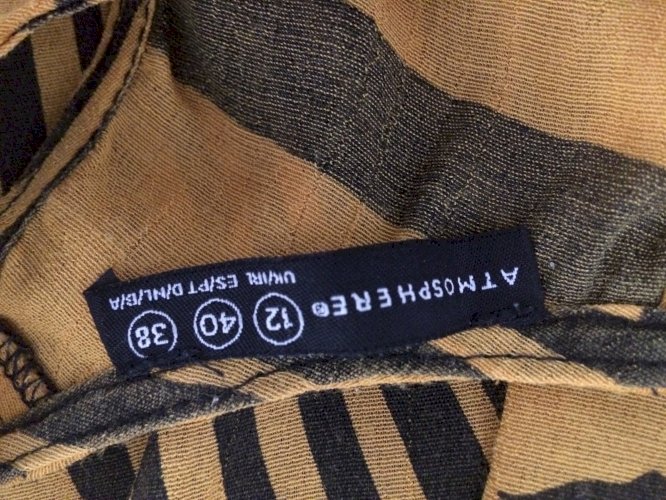 ATMOSPHERE®
12 40 38
UK/IRL ES/PT D/NL/B/A